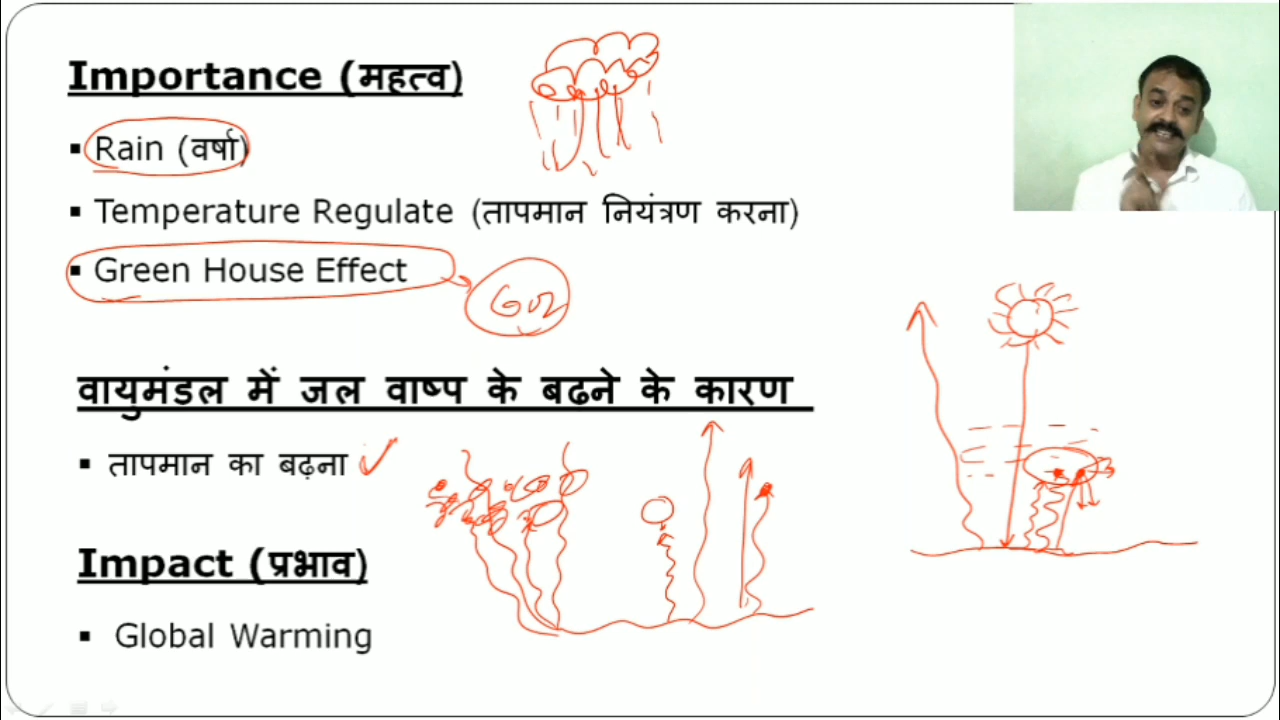 Importance (महत्व)
▪ Rain (वर्षा)
▪ Temperature Regulate (तापमान नियंत्रण करना)
▪ Green House Effect
वायुमंडल में जल वाष्प के बढने के कारण
▪ तापमान का बढ़ना
Impact (प्रभाव)
▪ Global Warming